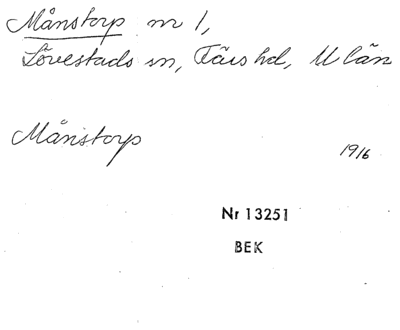 Månstorp nr 1,
Lövestads sn, Färs hd, M län
Månstorp
1916
Nr 13251
BEK